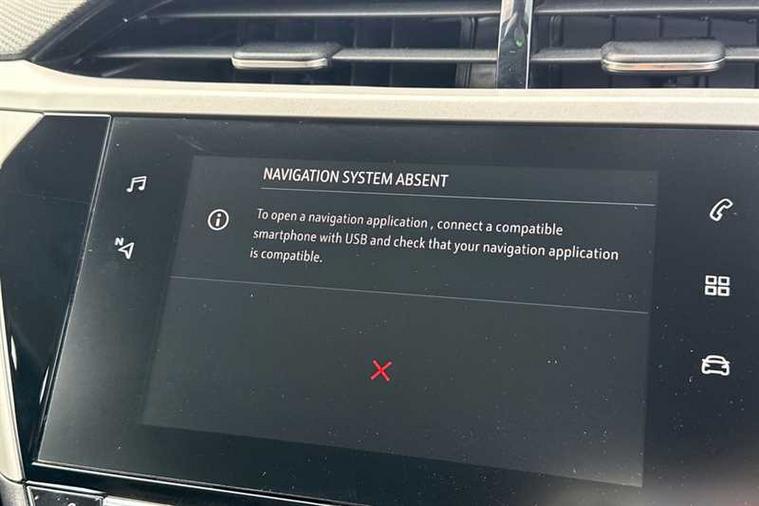 NAVIGATION SYSTEM ABSENT
To open a navigation application , connect a compatible
smartphone with USB and check that your navigation application
is compatible.
N